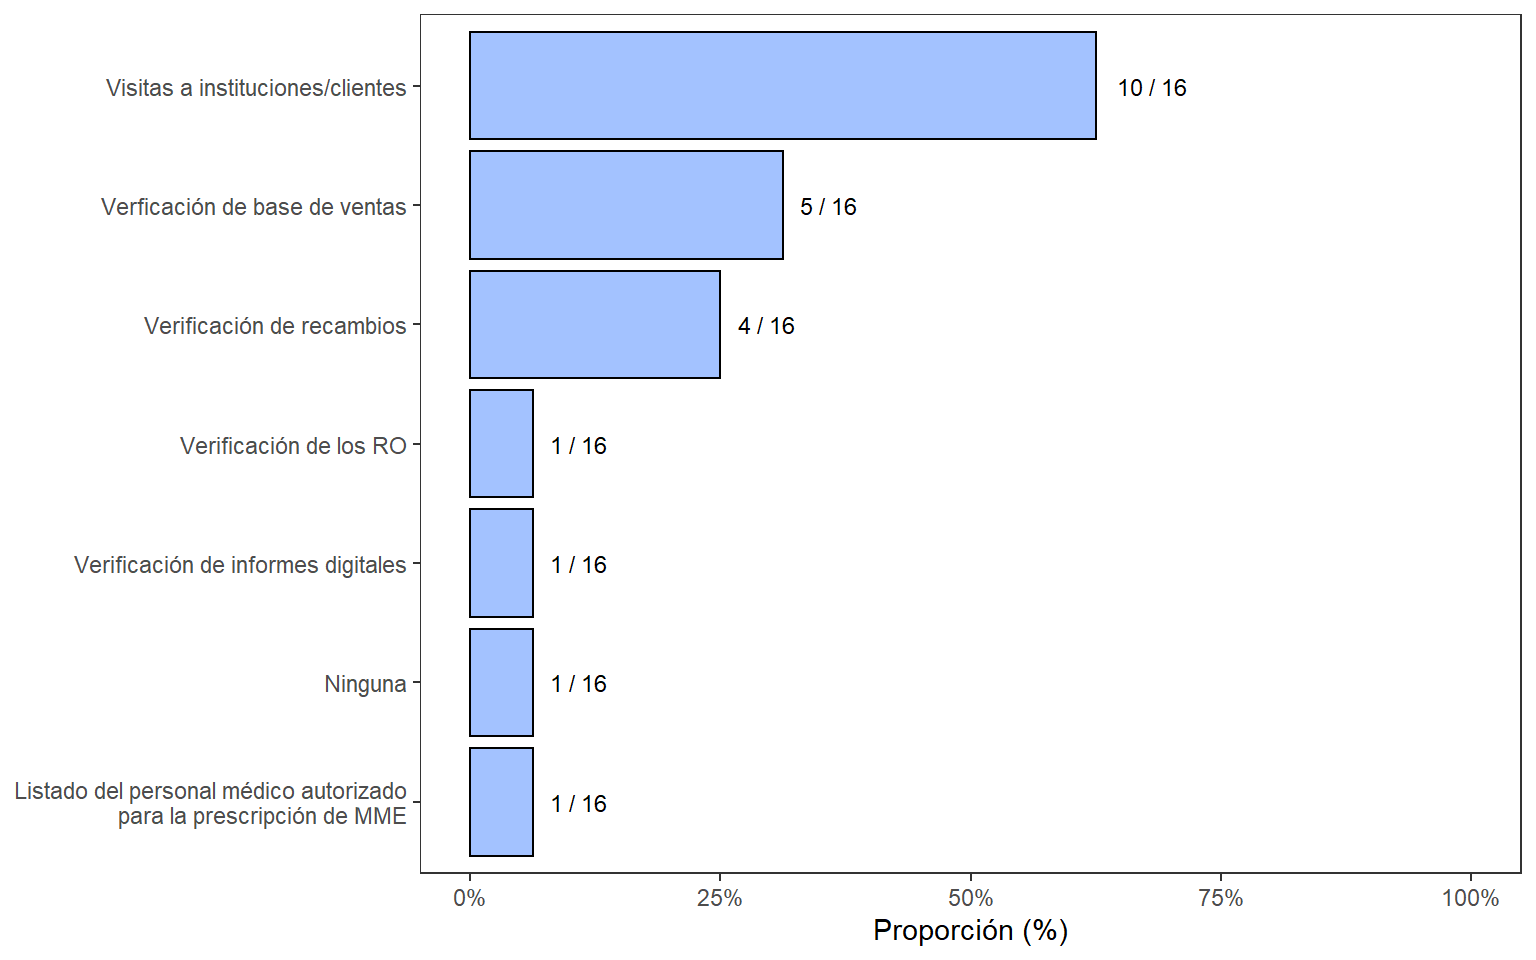 Visitas a instituciones/clientes
10 / 16
Verficación de base de ventas
5 / 16
Verificación de recambios
4 / 16
Verificación de los RO
1 / 16
Verificación de informes digitales
1 / 16
Ninguna
1 / 16
Listado del personal médico autorizado
para la prescripción de MME
1 / 16
0%
25%
50%
75%
100%
Proporción (%)